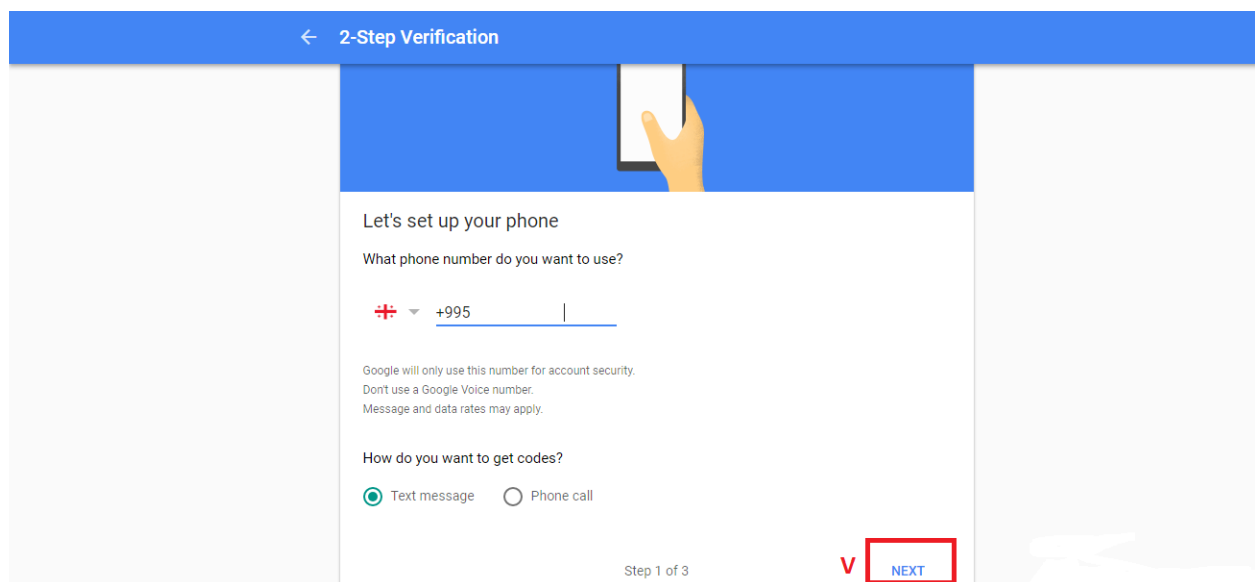 2-Step Verification
Let's set up your phone
What phone number do you want to use?
+995
Google will only use this number for account security.
Don't use a Google Voice number.
Message and data rates may apply.
How do you want to get codes?
Text message Phone call
Step 1 of 3 V NEXT